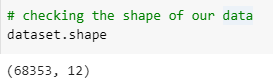 # checking the shape of our data
dataset.shape
(68353, 12)